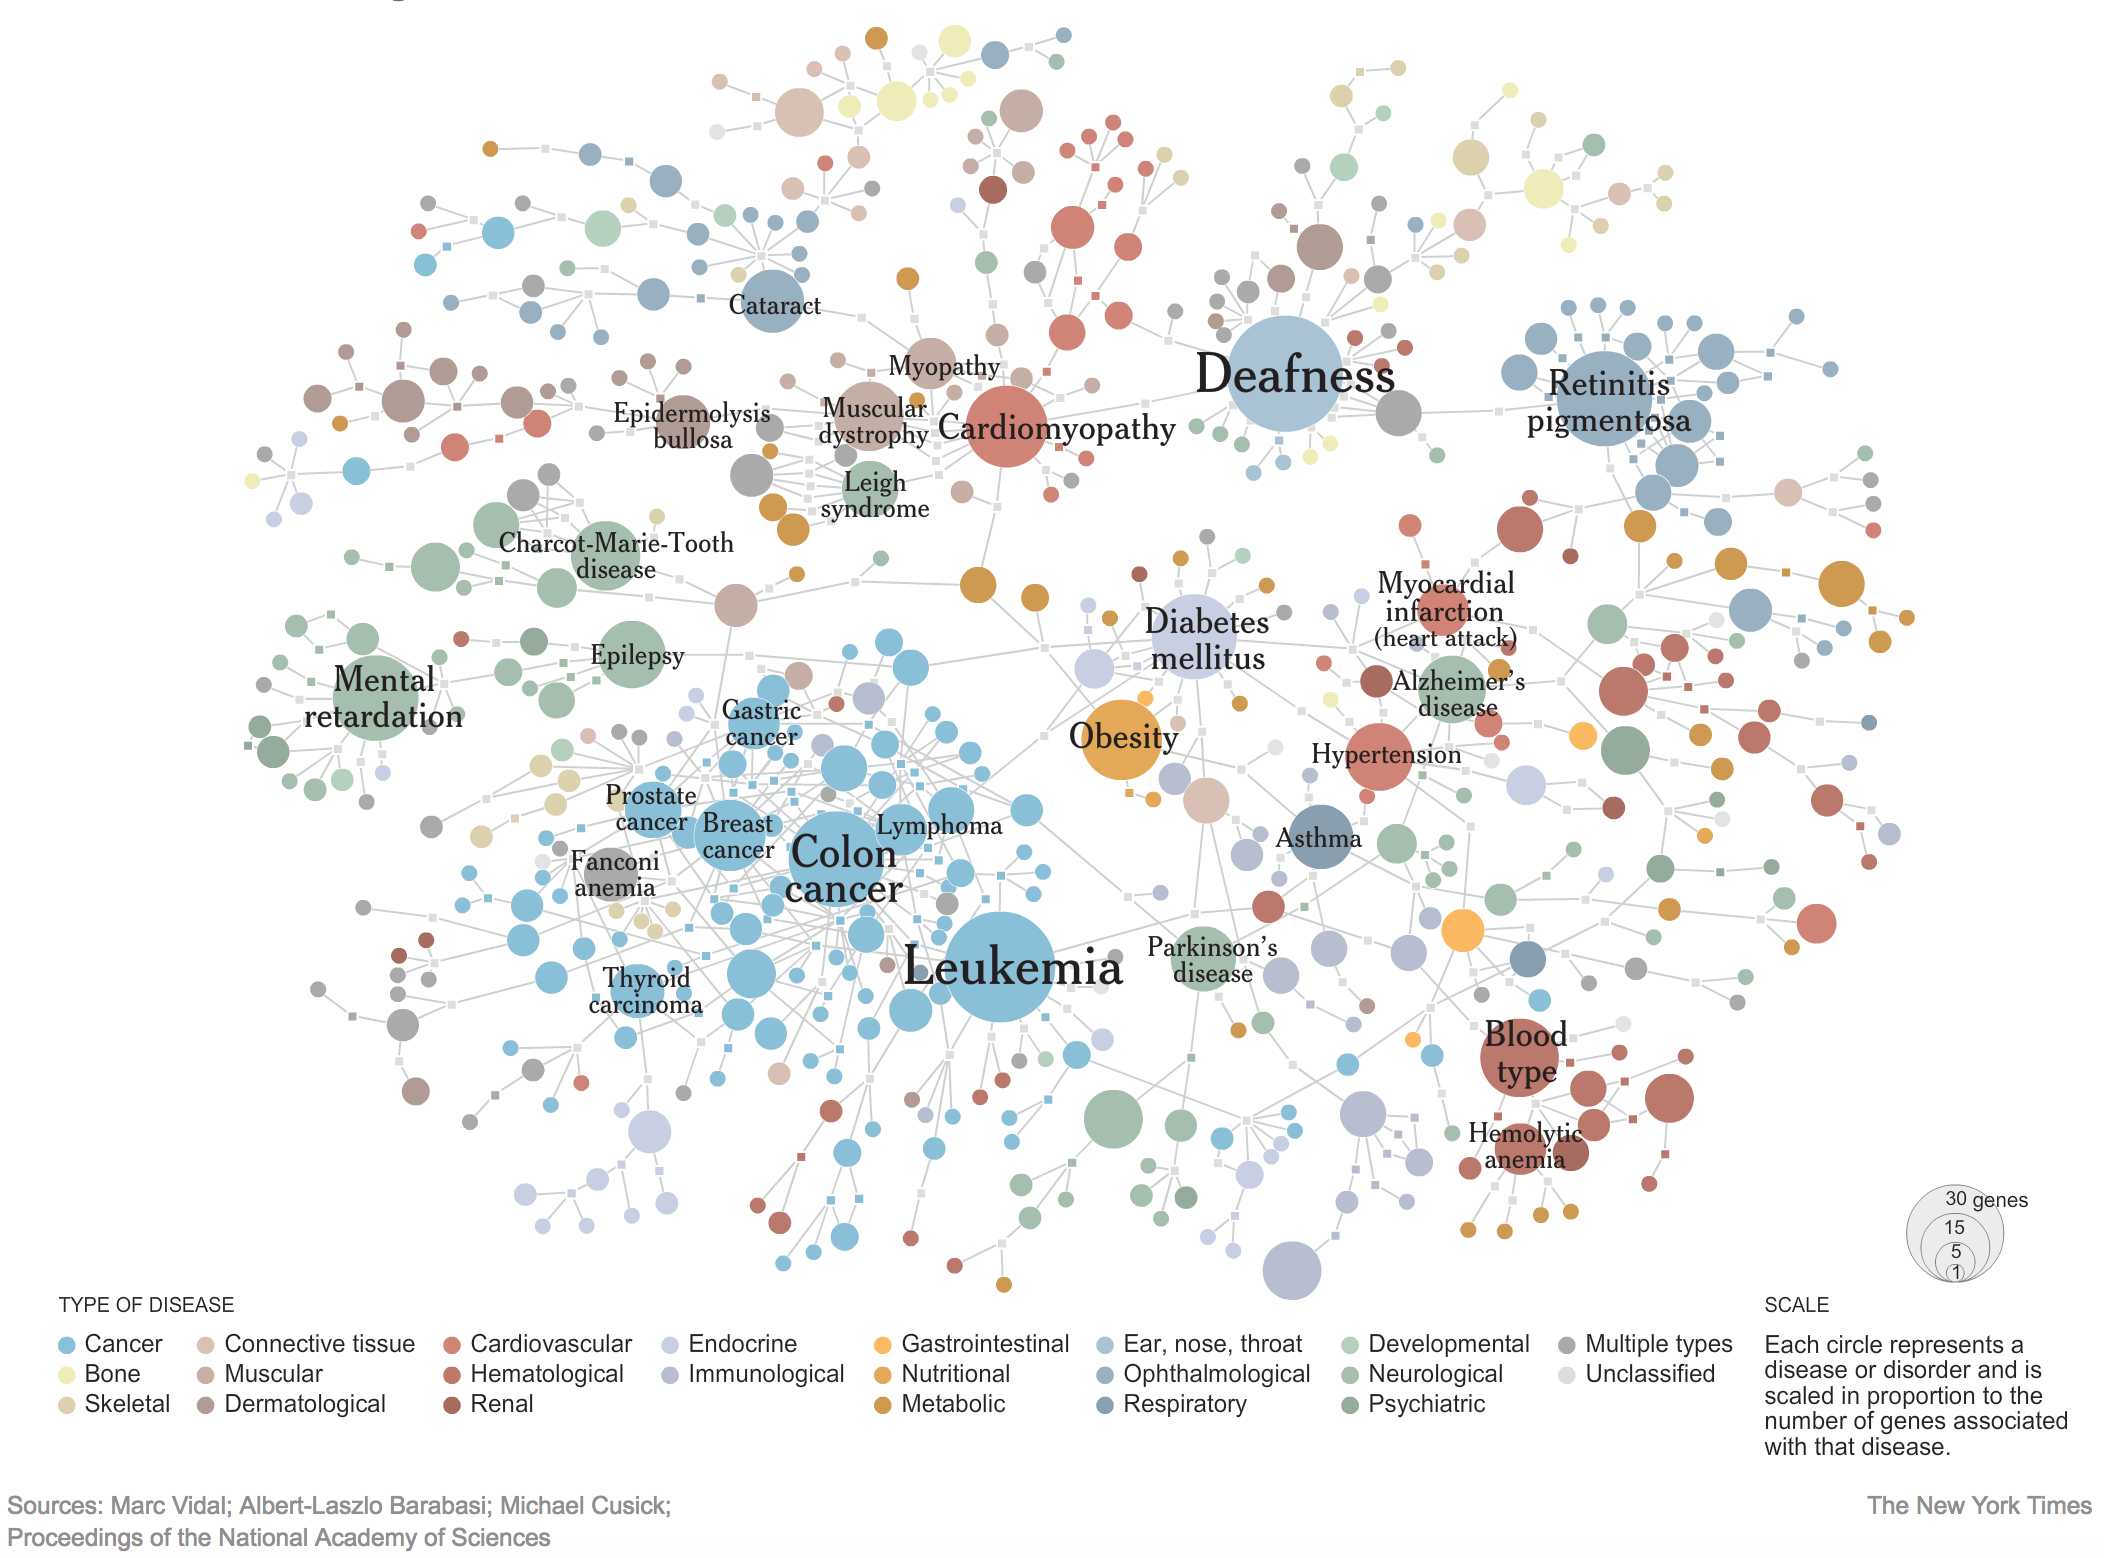 Cataract
Myopathy
Deafness
Retinitis
pigmentosa
Epidermolysis
bullosa
Muscular
dystrophy
Cardiomyopathy
Leigh
syndrome
Charcot-Marie-Tooth
disease
Diabetes
mellitus
Myocardial
infarction
(heart attack)
Mental
retardation
Epilepsy
Alzheimer's
disease
Gastric
cancer
Obesity
Hypertension
Prostate
cancer
Breast
cancer
Lymphoma
Colon
cancer
Asthma
Fanconi
anemia
Leukemia
Parkinson's
disease
Thyroid
carcinoma
Blood
type
Hemolytic
anemia
30 genes
15
5
1
TYPE OF DISEASE
Cancer
Bone
Skeletal
Connective tissue
Muscular
Dermatological
Cardiovascular
Hematological
Renal
Endocrine
Immunological
Gastrointestinal
Nutritional
Metabolic
Ear, nose, throat
Ophthalmological
Respiratory
Developmental
Neurological
Psychiatric
Multiple types
Unclassified
SCALE
Each circle represents a
disease or disorder and is
scaled in proportion to the
number of genes associated
with that disease.
Sources: Marc Vidal; Albert-Laszlo Barabasi; Michael Cusick;
Proceedings of the National Academy of Sciences
The New York Times